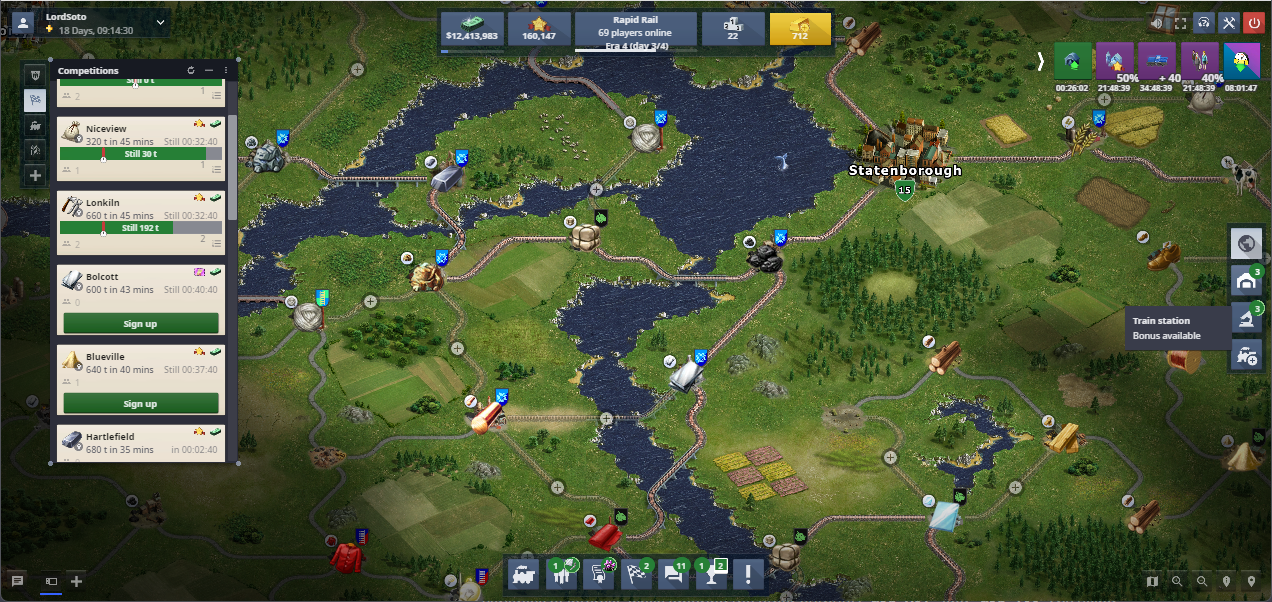 LordSoto
18 Days, 09:14:30
$12,413,983
160,147
Rapid Rail
69 players online
Era 4 (day 3/4)
22
712
50%
+ 40
40%
00:26:02
21:48:39
34:48:39
21:48:39
08:01:47
Competitions
Still 0 t
2
1
Niceview
320 t in 45 mins
Still 00:32:40
Still 30 t
1
1
Lonkiln
660 t in 45 mins
Still 00:32:40
Still 192 t
2
2
Bolcott
600 t in 43 mins
Still 00:40:40
0
Sign up
Blueville
640 t in 40 mins
Still 00:37:40
1
Sign up
Hartlefield
680 t in 35 mins
in 00:02:40
Statenborough
15
3
3
Train station
Bonus available
1
2
11
1
2